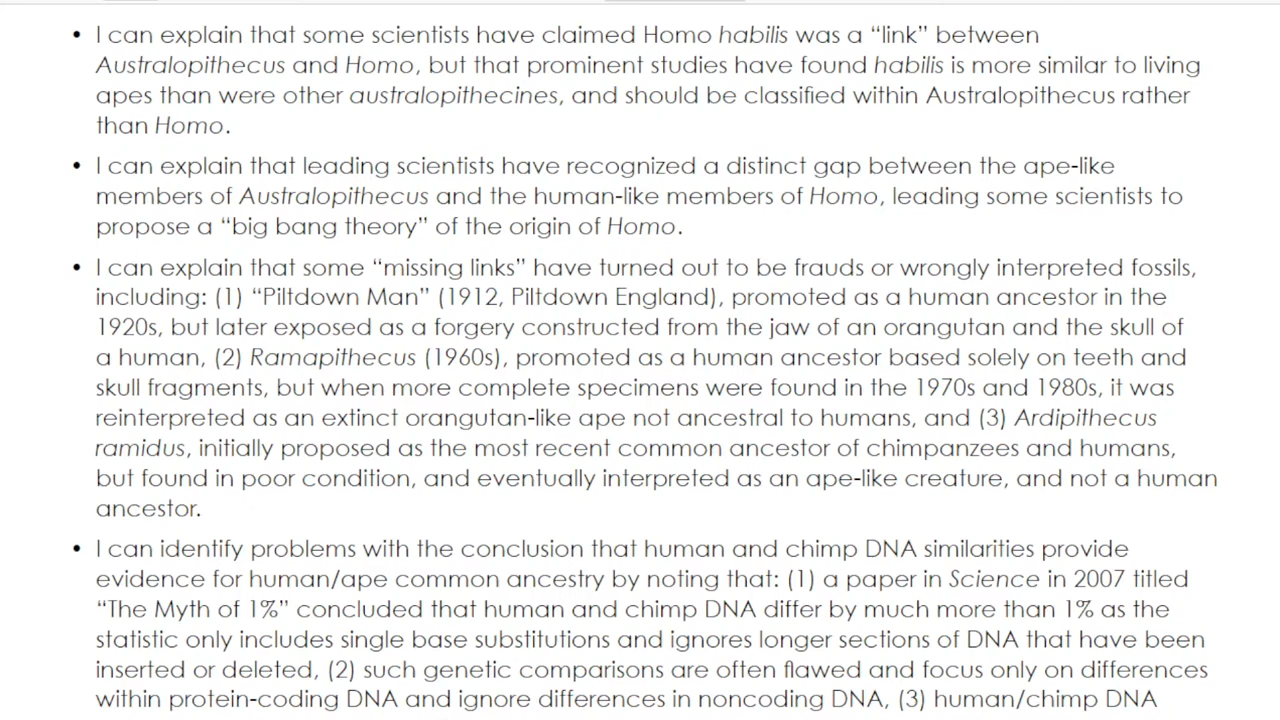 • I can explain that some scientists have claimed Homo habilis was a “link” between
Australopithecus and Homo, but that prominent studies have found habilis is more similar to living
apes than were other australopithecines, and should be classified within Australopithecus rather
than Homo.
• I can explain that leading scientists have recognized a distinct gap between the ape-like
members of Australopithecus and the human-like members of Homo, leading some scientists to
propose a “big bang theory” of the origin of Homo.
• I can explain that some “missing links” have turned out to be frauds or wrongly interpreted fossils,
including: (1) “Piltdown Man” (1912, Piltdown England), promoted as a human ancestor in the
1920s, but later exposed as a forgery constructed from the jaw of an orangutan and the skull of
a human, (2) Ramapithecus (1960s), promoted as a human ancestor based solely on teeth and
skull fragments, but when more complete specimens were found in the 1970s and 1980s, it was
reinterpreted as an extinct orangutan-like ape not ancestral to humans, and (3) Ardipithecus
ramidus, initially proposed as the most recent common ancestor of chimpanzees and humans,
but found in poor condition, and eventually interpreted as an ape-like creature, and not a human
ancestor.
• I can identify problems with the conclusion that human and chimp DNA similarities provide
evidence for human/ape common ancestry by noting that: (1) a paper in Science in 2007 titled
“The Myth of 1%” concluded that human and chimp DNA differ by much more than 1% as the
statistic only includes single base substitutions and ignores longer sections of DNA that have been
inserted or deleted, (2) such genetic comparisons are often flawed and focus only on differences
within protein-coding DNA and ignore differences in noncoding DNA, (3) human/chimp DNA